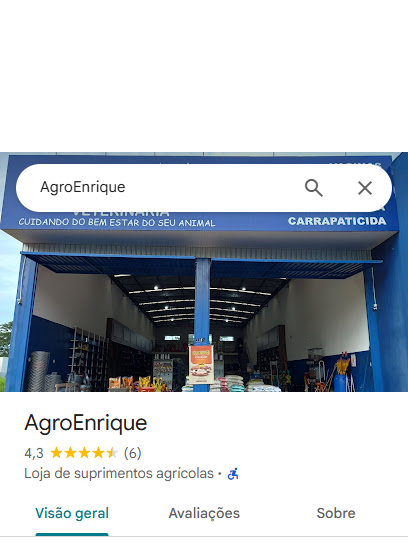 AgroEnrique
VETERINÁRIA
CUIDANDO DO BEM ESTAR DO SEU ANIMAL
CARRAPATICIDA
AgroEnrique
4,3 (6)
Loja de suprimentos agrícolas ·
Visão geral
Avaliações
Sobre